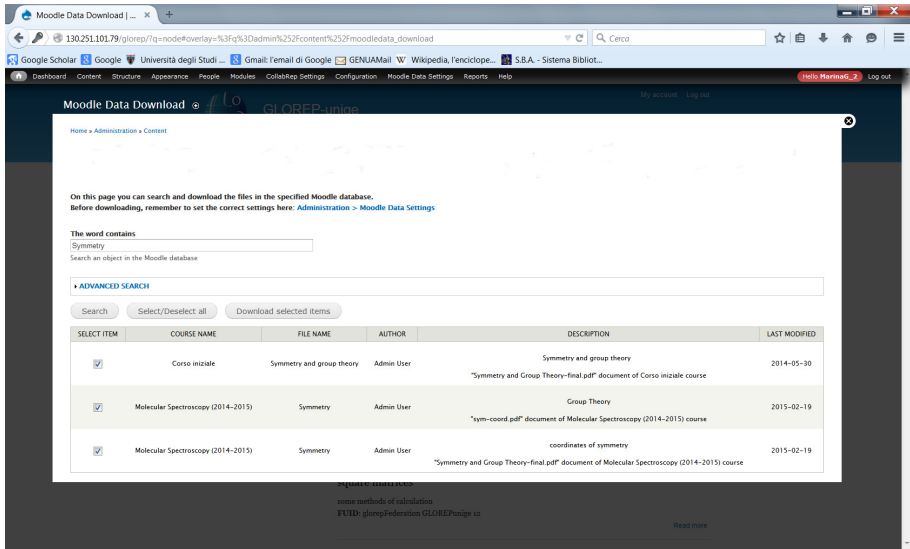 Moodle Data Download | ...
130.251.101.79/glorep/?q=node#overlay=%3Fq%3Dadmin%252Fcontent%252Fmoodledata_download
Cerca
Google Scholar Google Università degli Studi ... Gmail: l'email di Google GENUAMail Wikipedia, l'enciclope... S.B.A. - Sistema Bibliot...
Dashboard Content Structure Appearance People Modules CollabRep Settings Configuration Moodle Data Settings Reports Help Hello MarinaG_2 Log out
My account Log out
Moodle Data Download
GLOREP-unige
Home » Administration » Content
On this page you can search and download the files in the specified Moodle database.
Before downloading, remember to set the correct settings here: Administration > Moodle Data Settings
The word contains
Symmetry
Search an object in the Moodle database
ADVANCED SEARCH
Search Select/Deselect all Download selected items
SELECT ITEM COURSE NAME FILE NAME AUTHOR DESCRIPTION LAST MODIFIED
Symmetry and group theory
Corso iniziale Symmetry and group theory Admin User 2014-05-30
"Symmetry and Group Theory-final.pdf" document of Corso iniziale course
Group Theory
Molecular Spectroscopy (2014-2015) Symmetry Admin User 2015-02-19
"sym-coord.pdf" document of Molecular Spectroscopy (2014-2015) course
coordinates of symmetry
Molecular Spectroscopy (2014-2015) Symmetry Admin User 2015-02-19
"Symmetry and Group Theory-final.pdf" document of Molecular Spectroscopy (2014-2015) course
square matrices
some methods of calculation
FUID: glorepFederation GLOREPunige 12
Read more